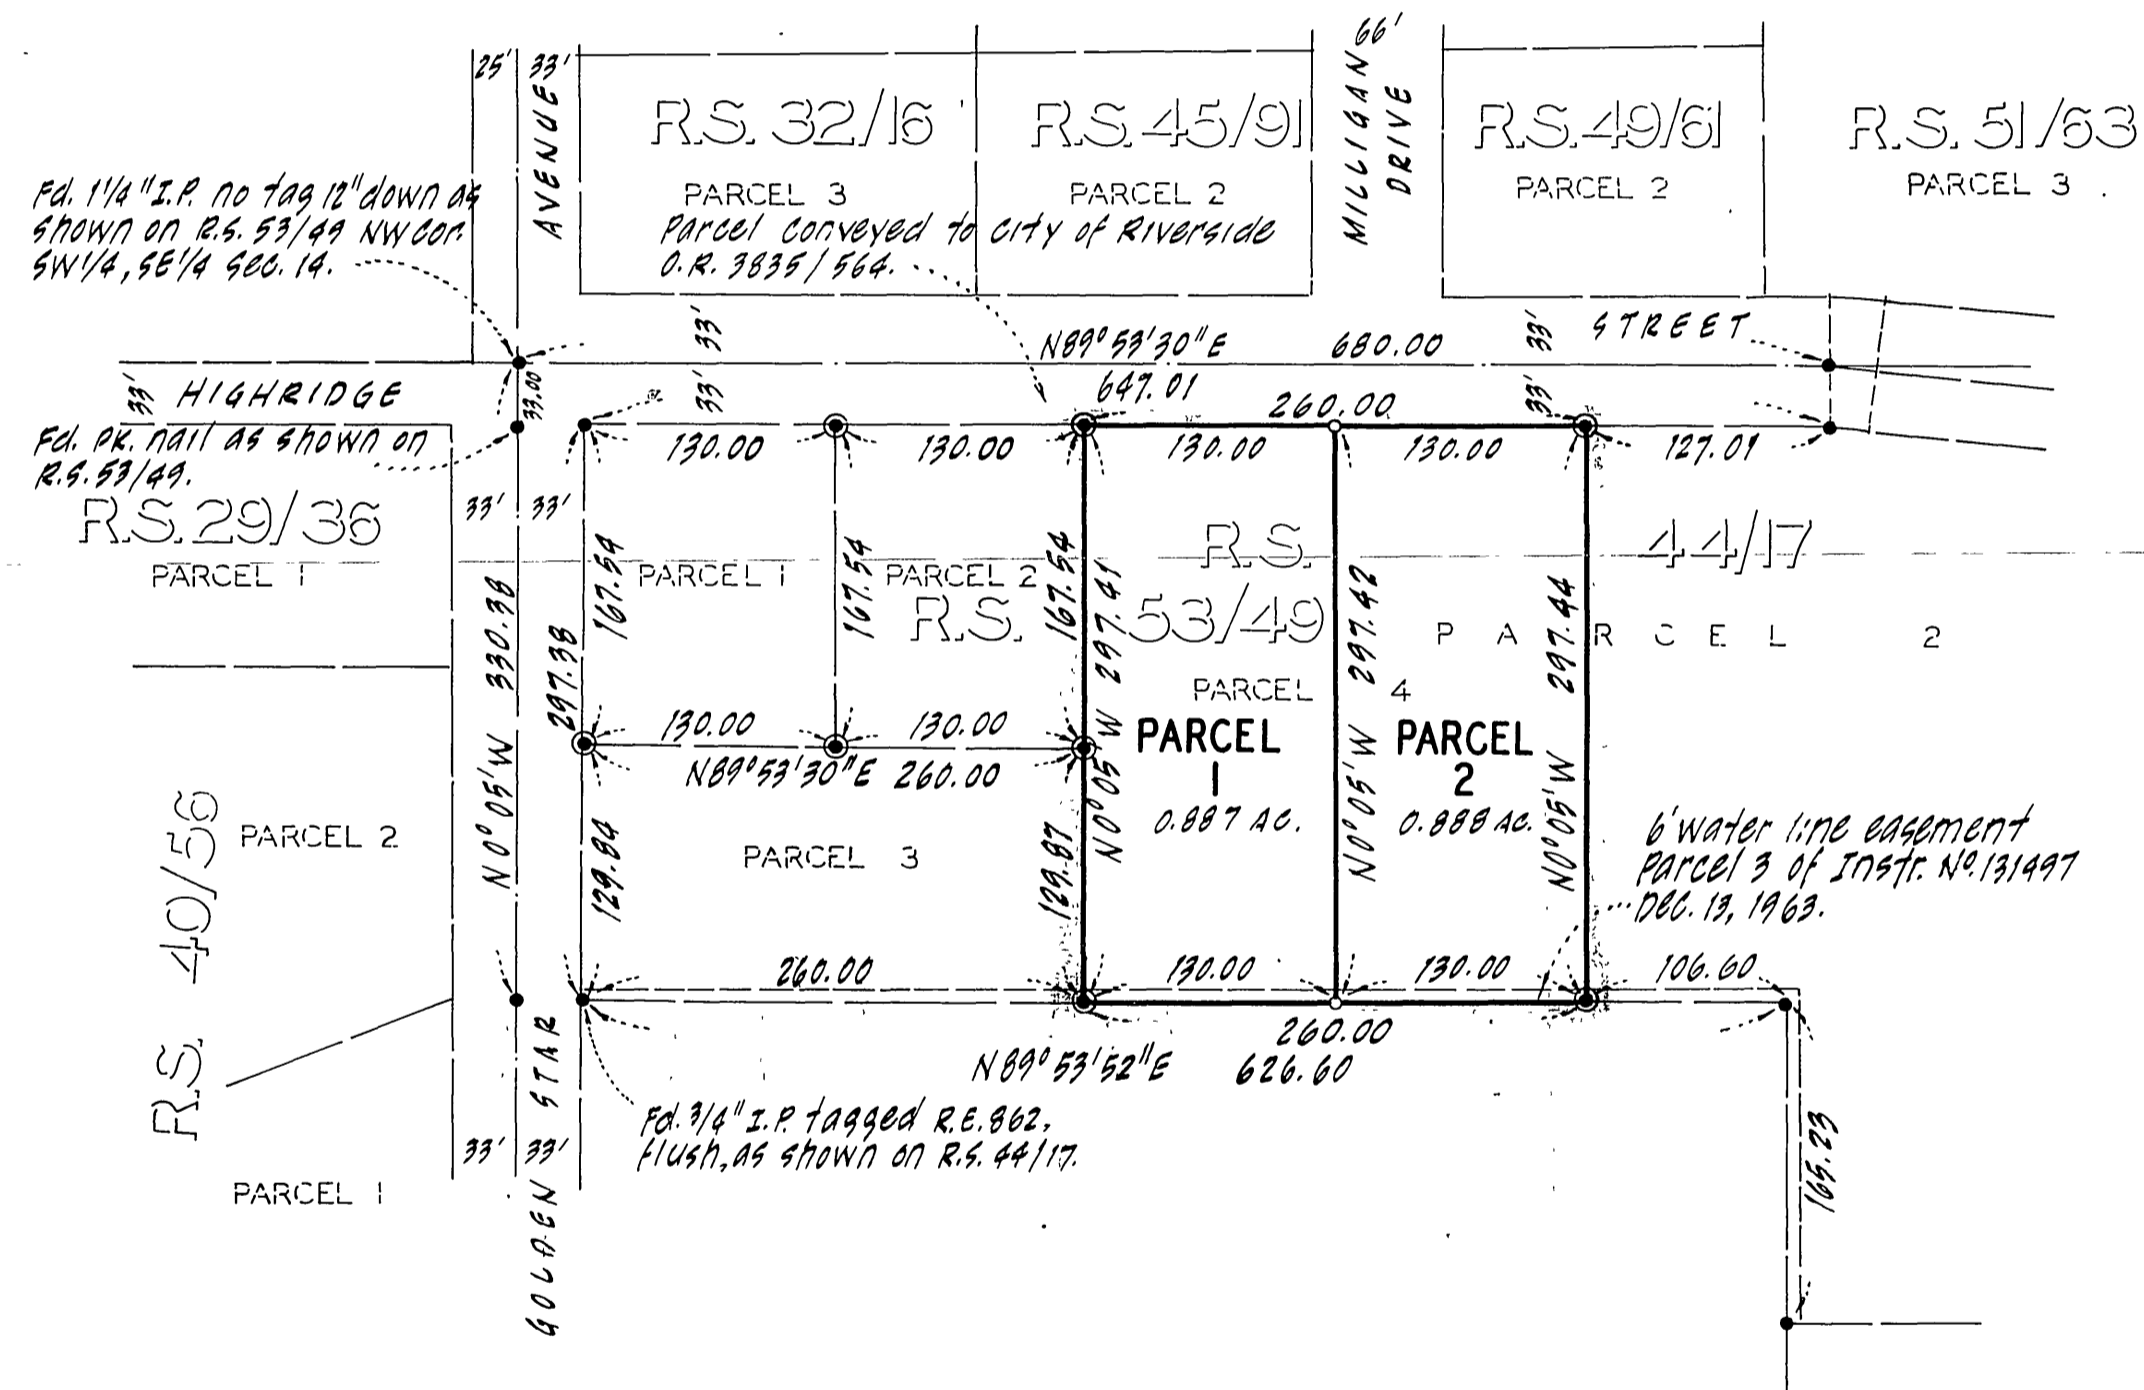 25' 33'
66'
MILLIGAN
DRIVE
AVENUE
R.S. 32/16
PARCEL 3
R.S. 45/91
PARCEL 2
R.S. 49/61
PARCEL 2
R.S. 51/63
PARCEL 3
Fd. 1 1/4" I.P. no tag 12" down as
shown on R.S. 53/49 NW cor.
SW 1/4, SE 1/4 Sec. 14.
Parcel conveyed to City of Riverside
O.R. 3835/564.
33'
N89°53'30"E 680.00
33'
STREET
33' HIGHRIDGE
33.00
33'
647.01
260.00
33'
Fd. PK. nail as shown on
R.S. 53/49.
130.00
130.00
130.00
130.00
127.01
R.S. 29/36
PARCEL 1
33' 33'
167.54
PARCEL 1
167.54
PARCEL 2
167.54
R.S.
53/49
R.S.
44/17
PARCEL 2
N0°05'W 330.38
297.38
N0°05'W 297.41
N0°05'W 297.42
N0°05'W 297.44
PARCEL 4
130.00
130.00
N89°53'30"E 260.00
PARCEL
1
0.887 AC.
PARCEL
2
0.888 AC.
R.S. 40/56
PARCEL 2
129.84
PARCEL 3
129.87
6' water line easement
Parcel 3 of Instr. Nº 131497
Dec. 13, 1963.
260.00
130.00
130.00
106.60
260.00
N89°53'52"E 626.60
Fd. 3/4" I.P. tagged R.E. 862,
flush, as shown on R.S. 44/17.
33' 33'
GOLDEN STAR
PARCEL 1
165.23